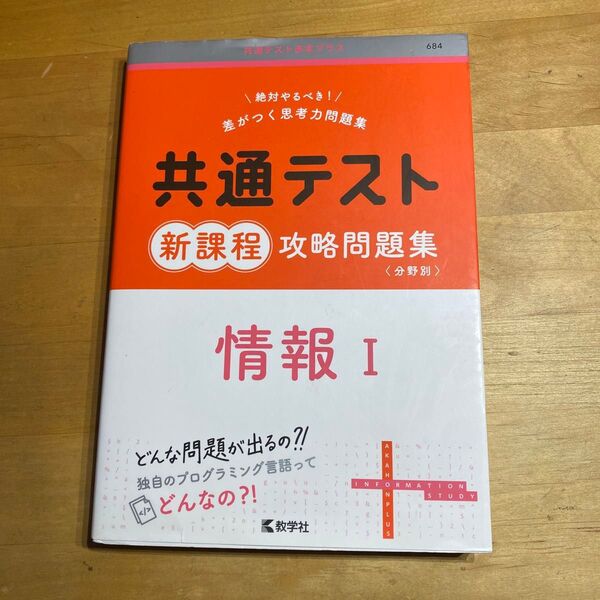 共通テスト赤本プラス
684
\ 絶対やるべき! /
差がつく思考力問題集
共通テスト
新課程 攻略問題集
〈分野別〉
情報 I
どんな問題が出るの?!
独自のプログラミング言語って
</>
どんなの?!
AKAHONPLUS
INFORMATION
STUDY
教学社